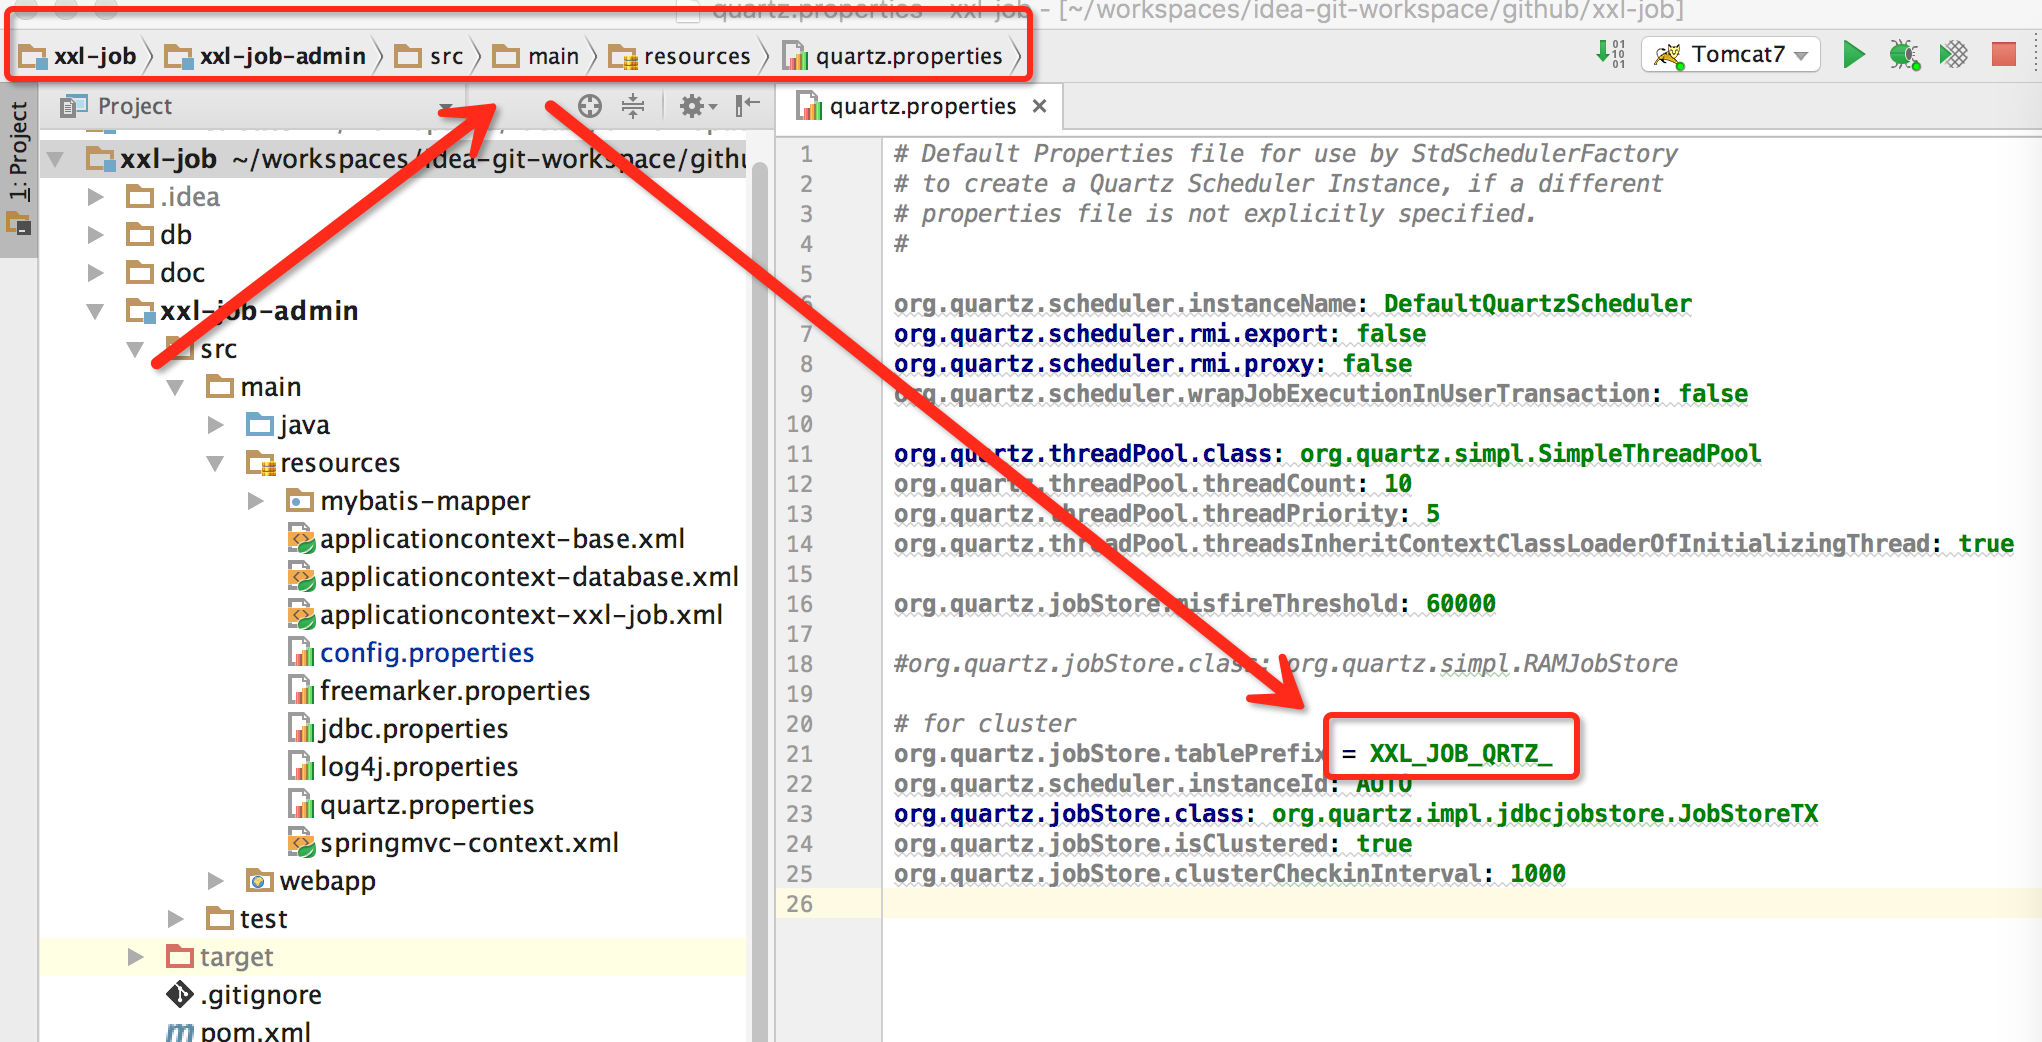 quartz.properties - xxl-job - [~/workspaces/idea-git-workspace/github/xxl-job]
xxl-job xxl-job-admin src main resources quartz.properties
Tomcat7
1: Project
Project
xxl-job ~/workspaces/idea-git-workspace/githu
.idea
db
doc
xxl-job-admin
src
main
java
resources
mybatis-mapper
applicationcontext-base.xml
applicationcontext-database.xml
applicationcontext-xxl-job.xml
config.properties
freemarker.properties
jdbc.properties
log4j.properties
quartz.properties
springmvc-context.xml
webapp
test
target
.gitignore
pom.xml
quartz.properties
1 # Default Properties file for use by StdSchedulerFactory
2 # to create a Quartz Scheduler Instance, if a different
3 # properties file is not explicitly specified.
4 #
5
6 org.quartz.scheduler.instanceName: DefaultQuartzScheduler
7 org.quartz.scheduler.rmi.export: false
8 org.quartz.scheduler.rmi.proxy: false
9 org.quartz.scheduler.wrapJobExecutionInUserTransaction: false
10
11 org.quartz.threadPool.class: org.quartz.simpl.SimpleThreadPool
12 org.quartz.threadPool.threadCount: 10
13 org.quartz.threadPool.threadPriority: 5
14 org.quartz.threadPool.threadsInheritContextClassLoaderOfInitializingThread: true
15
16 org.quartz.jobStore.misfireThreshold: 60000
17
18 #org.quartz.jobStore.class: org.quartz.simpl.RAMJobStore
19
20 # for cluster
21 org.quartz.jobStore.tablePrefix = XXL_JOB_QRTZ_
22 org.quartz.scheduler.instanceId: AUTO
23 org.quartz.jobStore.class: org.quartz.impl.jdbcjobstore.JobStoreTX
24 org.quartz.jobStore.isClustered: true
25 org.quartz.jobStore.clusterCheckinInterval: 1000
26